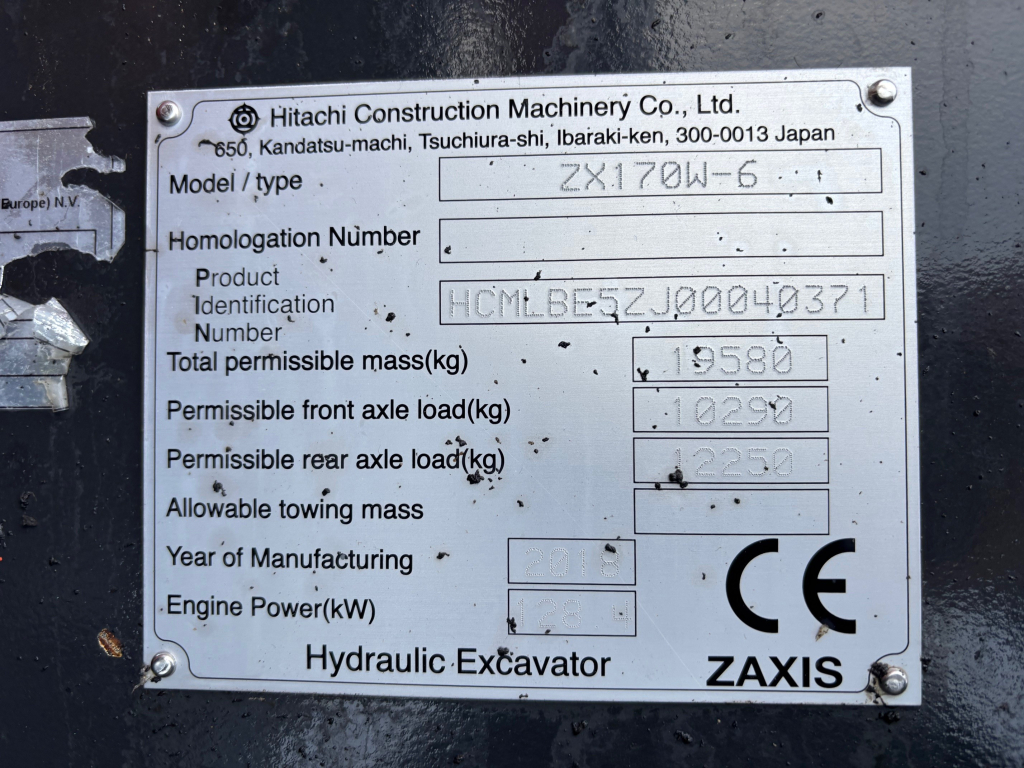 Hitachi Construction Machinery Co., Ltd.
650, Kandatsu-machi, Tsuchiura-shi, Ibaraki-ken, 300-0013 Japan
Model / type ZX170W-6
Homologation Number
Product
Identification
Number
HCMLBE5ZJ00040371
Total permissible mass(kg) 19580
Permissible front axle load(kg) 10290
Permissible rear axle load(kg) 12250
Allowable towing mass
Year of Manufacturing 2018
Engine Power(kW) 128
CE
Hydraulic Excavator
ZAXIS
Europe) N.V.